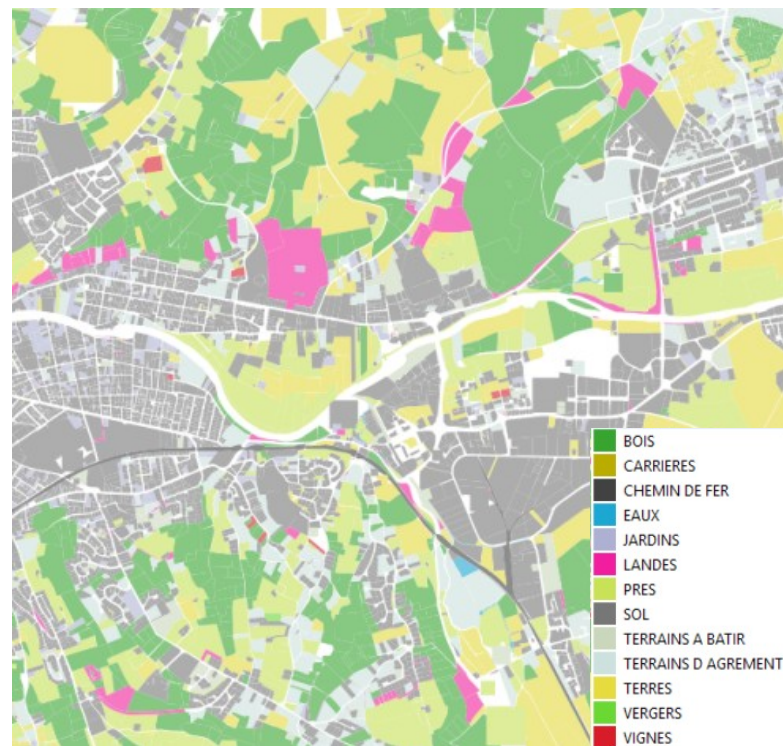 BOIS
CARRIERES
CHEMIN DE FER
EAUX
JARDINS
LANDES
PRES
SOL
TERRAINS A BATIR
TERRAINS D AGREMENT
TERRES
VERGERS
VIGNES